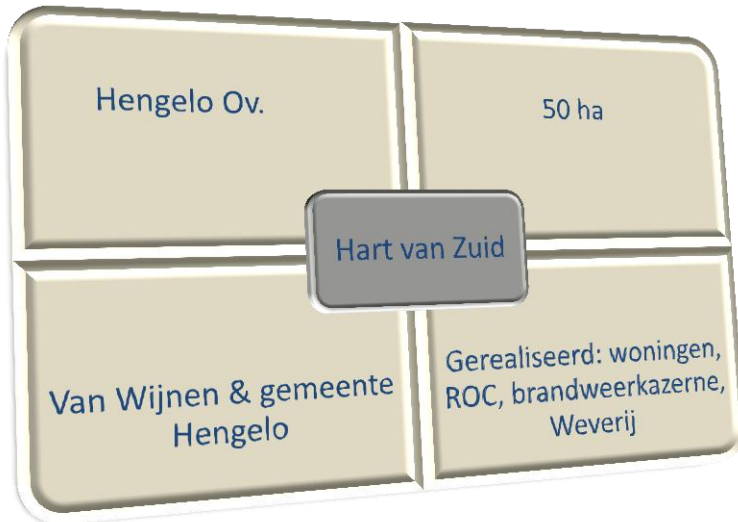 Hengelo Ov.
50 ha
Hart van Zuid
Van Wijnen & gemeente
Hengelo
Gerealiseerd: woningen,
ROC, brandweerkazerne,
Weverij